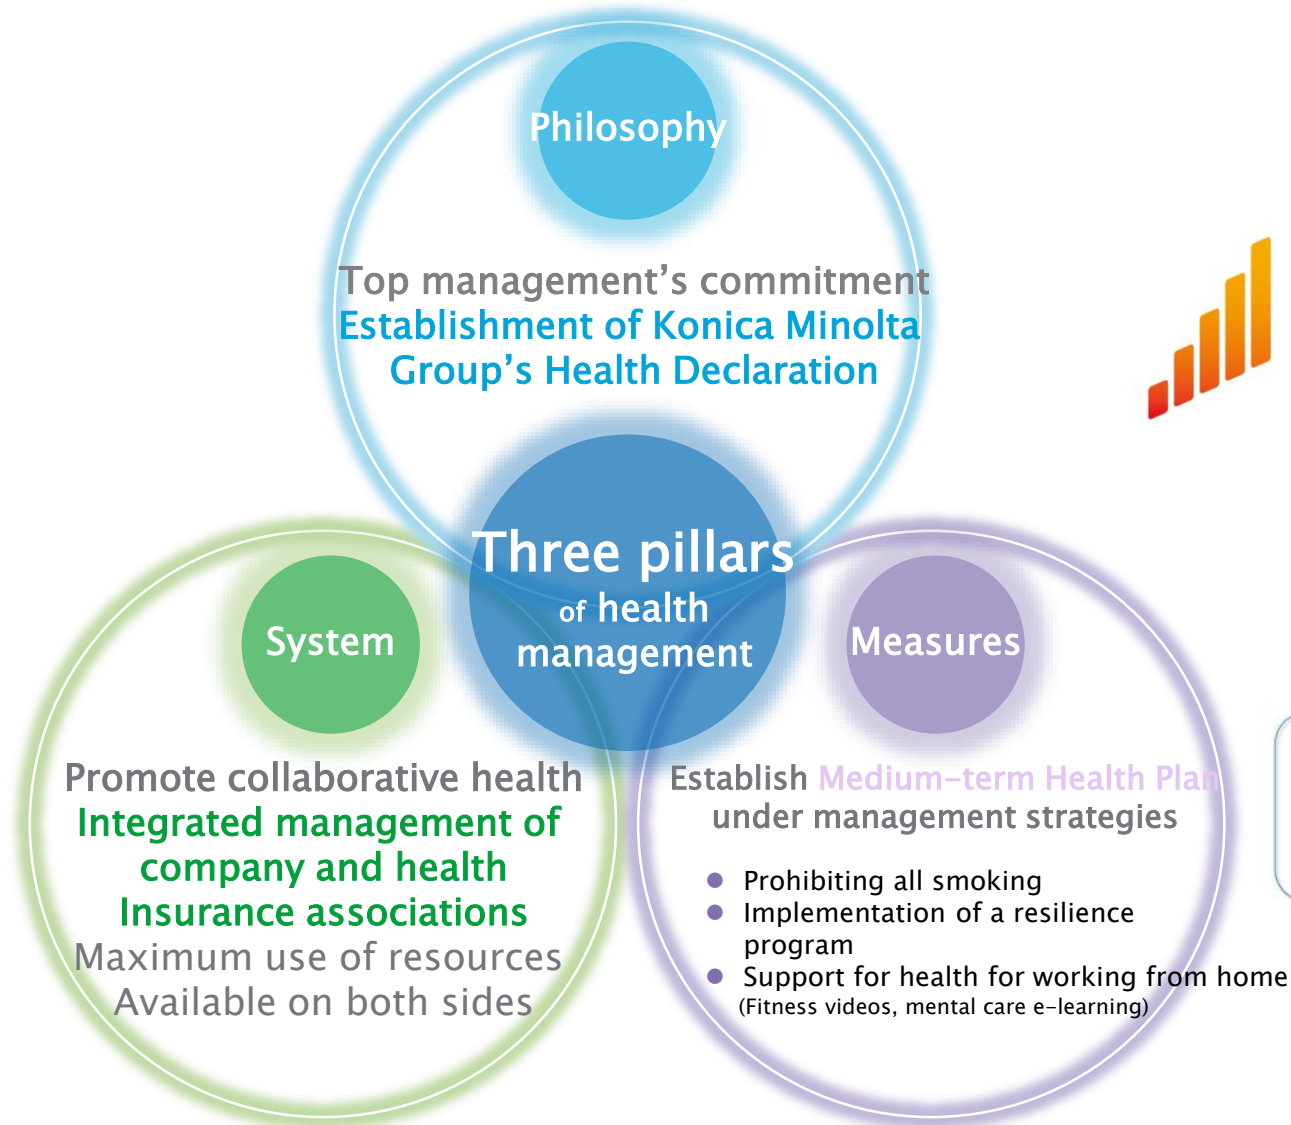 Philosophy
Top management’s commitment
Establishment of Konica Minolta
Group’s Health Declaration
Three pillars
of health
management
System
Promote collaborative health
Integrated management of
company and health
Insurance associations
Maximum use of resources
Available on both sides
Measures
Establish Medium-term Health Plan
under management strategies
● Prohibiting all smoking
● Implementation of a resilience
program
● Support for health for working from home
(Fitness videos, mental care e-learning)